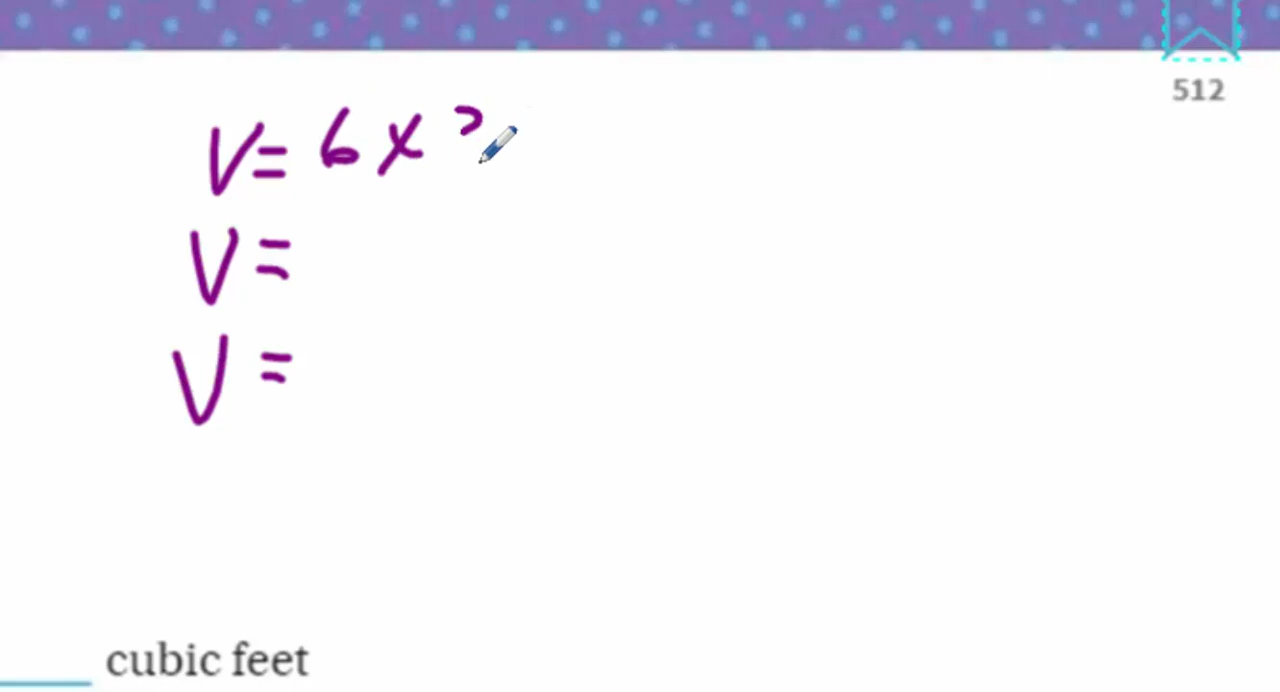 512
V = 6 x
V =
V =
cubic feet